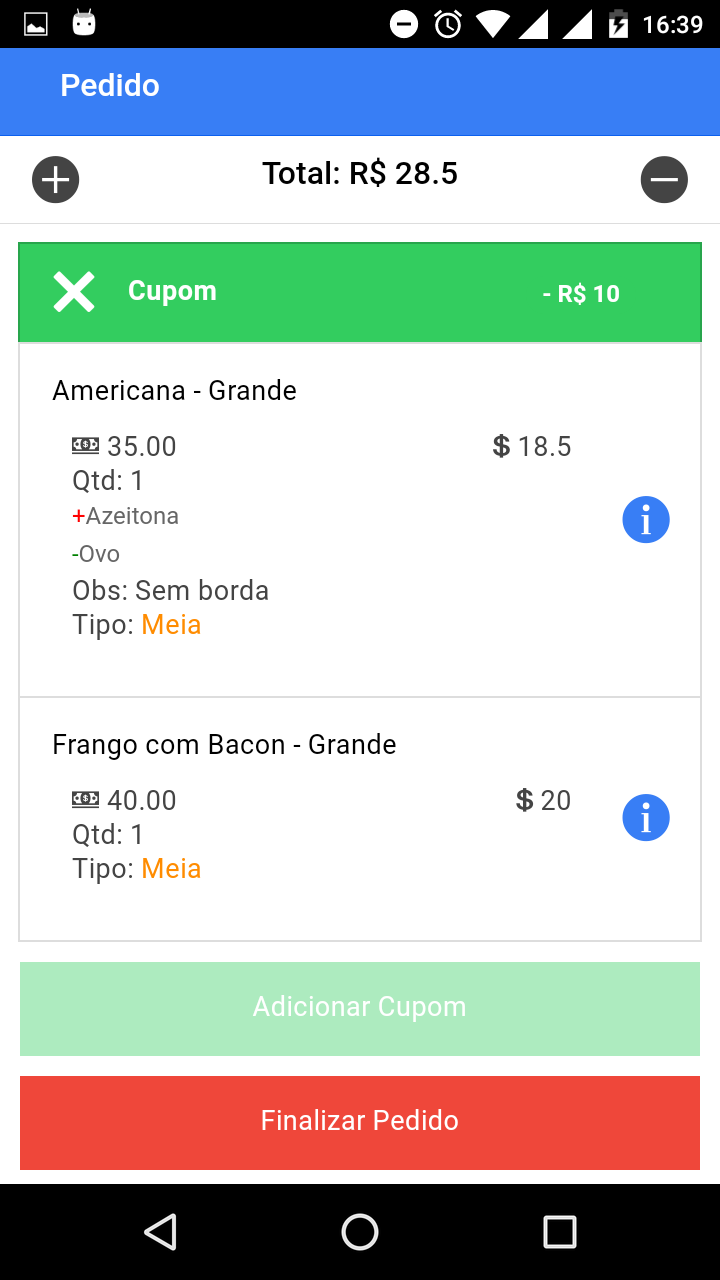 16:39
Pedido
Total: R$ 28.5
Cupom - R$ 10
Americana - Grande
35.00 $ 18.5
Qtd: 1
+Azeitona
-Ovo
Obs: Sem borda
Tipo: Meia
Frango com Bacon - Grande
40.00 $ 20
Qtd: 1
Tipo: Meia
Adicionar Cupom
Finalizar Pedido